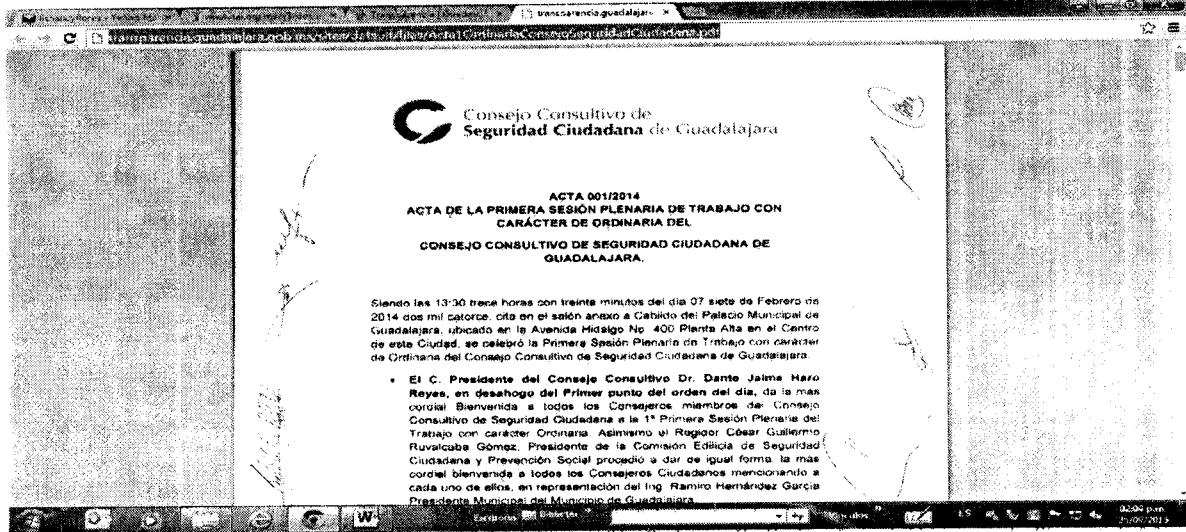 transparencia.guadalajar
Consejo Consultivo de
Seguridad Ciudadana de Guadalajara
ACTA 001/2014
ACTA DE LA PRIMERA SESIÓN PLENARIA DE TRABAJO CON
CARÁCTER DE ORDINARIA DEL
CONSEJO CONSULTIVO DE SEGURIDAD CIUDADANA DE
GUADALAJARA.
Siendo las 13:30 trece horas con treinta minutos del día 07 siete de Febrero de
2014 dos mil catorce, cito en el salón anexo a Cabildo del Palacio Municipal de
Guadalajara, ubicado en la Avenida Hidalgo No. 400 Planta Alta en el Centro
de esta Ciudad, se celebró la Primera Sesión Plenaria de Trabajo con carácter
de Ordinaria del Consejo Consultivo de Seguridad Ciudadana de Guadalajara.
• El C. Presidente del Consejo Consultivo Dr. Dante Jaime Haro
Reyes, en desahogo del Primer punto del orden del día, da la más
cordial Bienvenida a todos los Consejeros miembros del Consejo
Consultivo de Seguridad Ciudadana a la 1ª Primera Sesión Plenaria del
Trabajo con carácter Ordinaria. Asimismo el Regidor César Guillermo
Ruvalcaba Gómez, Presidente de la Comisión Edilicia de Seguridad
Ciudadana y Prevención Social procedió a dar de igual forma la más
cordial bienvenida a todos los Consejeros Ciudadanos mencionando a
cada uno de ellos, en representación del Ing. Ramiro Hernández García
Presidente Municipal del Municipio de Guadalajara
Escritorio
ES
02:04 p.m.